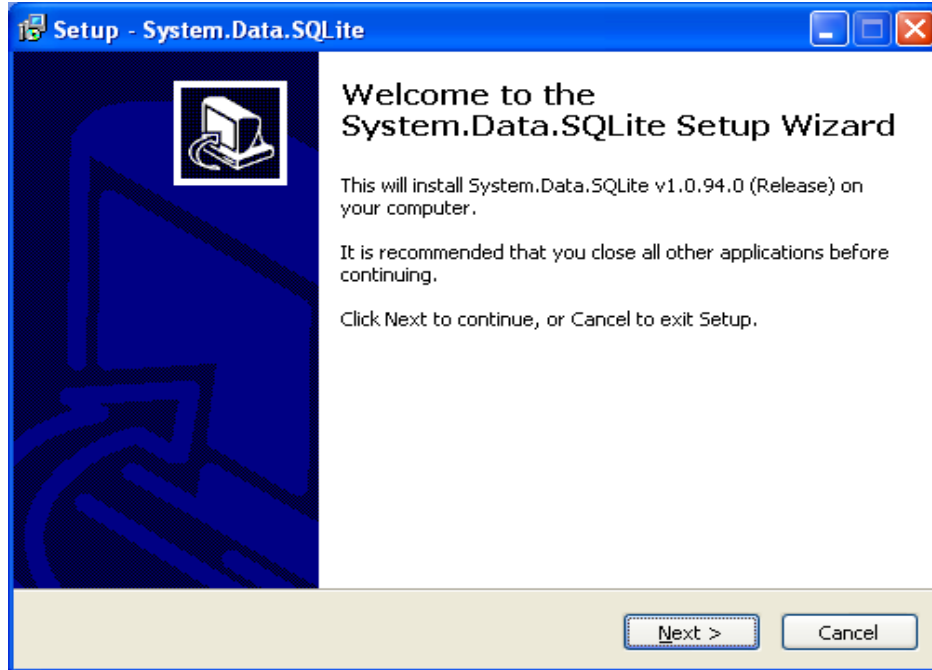 Setup - System.Data.SQLite
Welcome to the
System.Data.SQLite Setup Wizard
This will install System.Data.SQLite v1.0.94.0 (Release) on
your computer.
It is recommended that you close all other applications before
continuing.
Click Next to continue, or Cancel to exit Setup.
Next >
Cancel